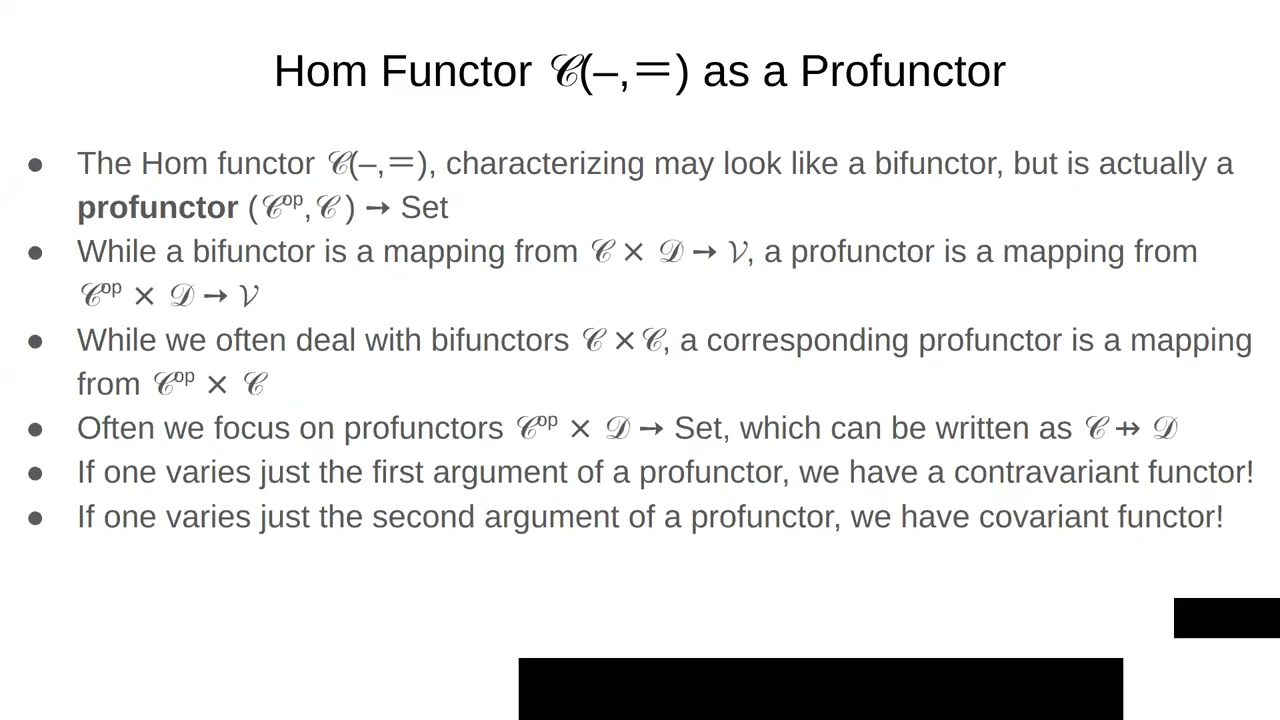 Hom Functor 𝒞(–,＝) as a Profunctor
● The Hom functor 𝒞(–,＝), characterizing may look like a bifunctor, but is actually a
profunctor (𝒞ᵒᵖ,𝒞 ) → Set
● While a bifunctor is a mapping from 𝒞 × 𝒟 → 𝒱, a profunctor is a mapping from
𝒞ᵒᵖ × 𝒟 → 𝒱
● While we often deal with bifunctors 𝒞 ×𝒞, a corresponding profunctor is a mapping
from 𝒞ᵒᵖ × 𝒞
● Often we focus on profunctors 𝒞ᵒᵖ × 𝒟 → Set, which can be written as 𝒞 ⇸ 𝒟
● If one varies just the first argument of a profunctor, we have a contravariant functor!
● If one varies just the second argument of a profunctor, we have covariant functor!